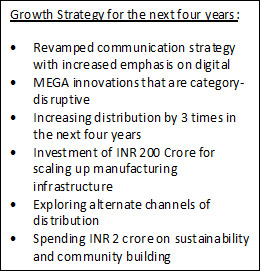 Growth Strategy for the next four years:
• Revamped communication strategy
with increased emphasis on digital
• MEGA innovations that are category-
disruptive
• Increasing distribution by 3 times in
the next four years
• Investment of INR 200 Crore for
scaling up manufacturing
infrastructure
• Exploring alternate channels of
distribution
• Spending INR 2 crore on sustainability
and community building